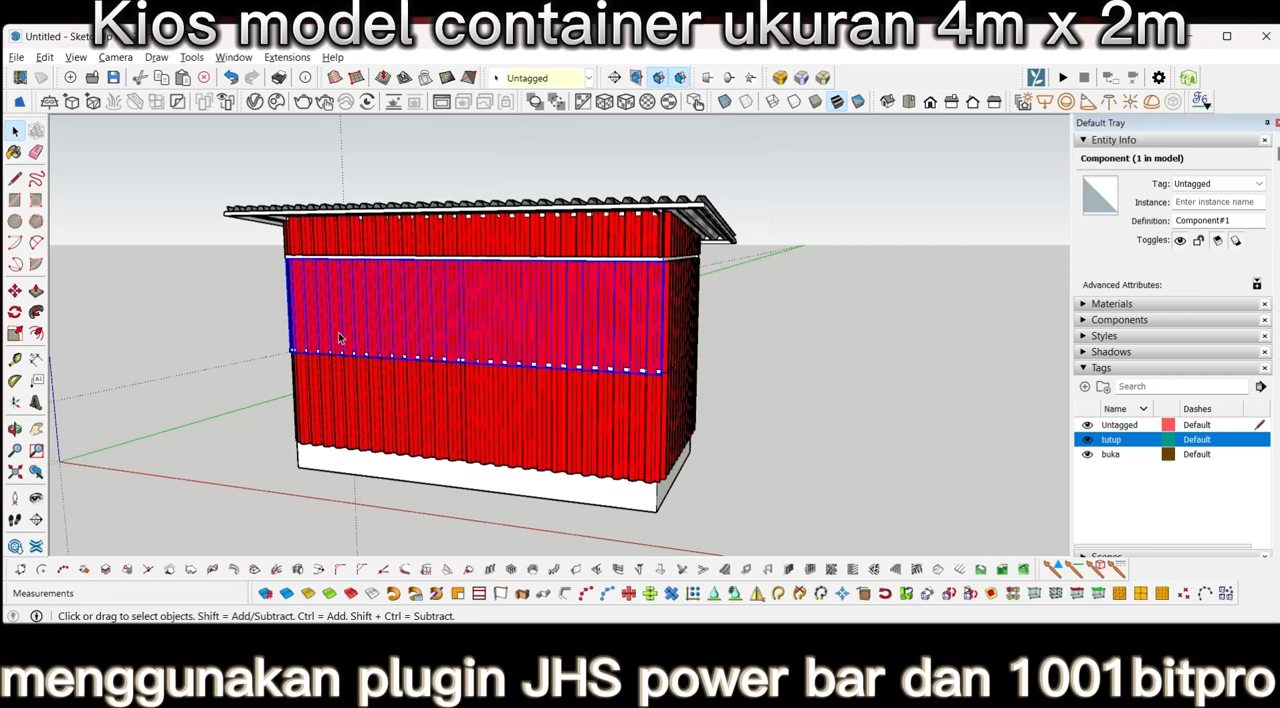 Kios model container ukuran 4m x 2m
Untitled - Sketch
File Edit View Camera Draw Tools Window Extensions Help
Untagged
Default Tray
Entity Info
Component (1 in model)
Tag: Untagged
Instance: Enter instance name
Definition: Component#1
Toggles:
Advanced Attributes:
Materials
Components
Styles
Shadows
Tags
Search
Name Dashes
Untagged Default
tutup Default
buka Default
Measurements
Click or drag to select objects. Shift = Add/Subtract. Ctrl = Add. Shift + Ctrl = Subtract.
menggunakan plugin JHS power bar dan 1001bitpro